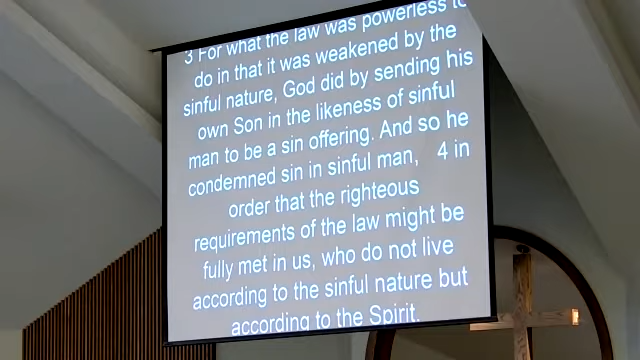 3 For what the law was powerless to
do in that it was weakened by the
sinful nature, God did by sending his
own Son in the likeness of sinful
man to be a sin offering. And so he
condemned sin in sinful man, 4 in
order that the righteous
requirements of the law might be
fully met in us, who do not live
according to the sinful nature but
according to the Spirit.